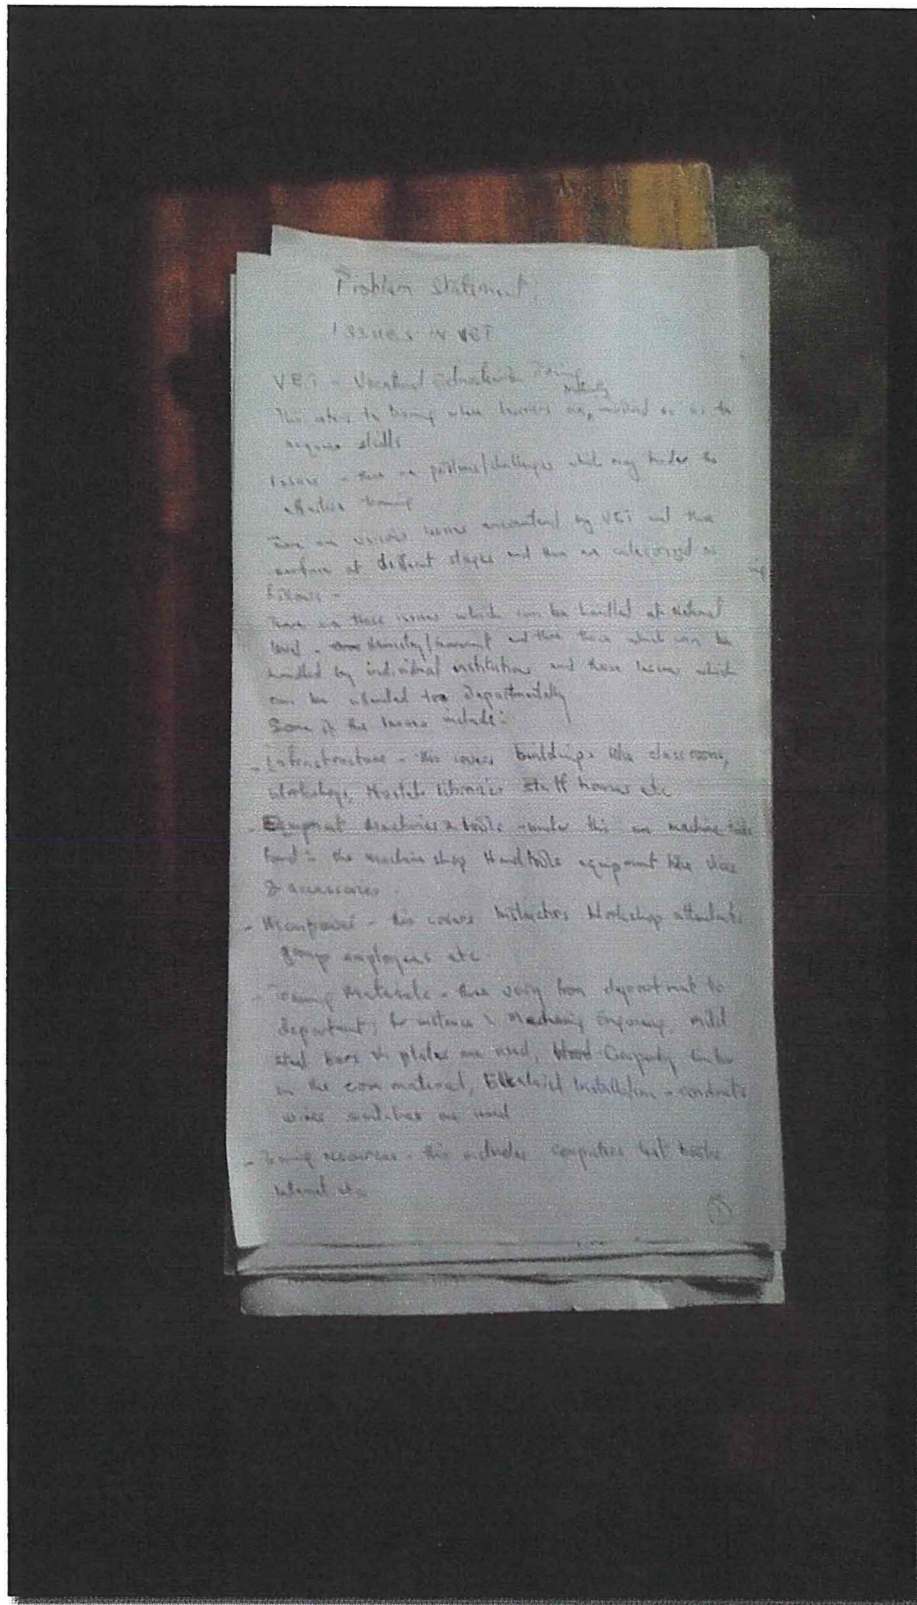 Problem Statement;
ISSUES IN VET
VET - Vocational Education Training
This refers to training where learners are involved so as to
acquire skills
Issues - these are problems/challenges which may hinder the
effective training
There are various issues encountered by VET and these
surface at different stages and these are categorized as
follows -
There are those issues which can be handled at National
level - Ministry/ and those which can be
handled by individual institutions and those issues which
can be attended too Departmentally
Some of the issues include:
- Infrastructure - this covers buildings like classrooms,
Workshops, Hostels Libraries staff houses etc
- Equipment Machines & tools - under this are machine tools
found in the machine shop Hand tools equipment like vices
& accessories.
- Manpower - this covers Instructors Workshop attendants
employees etc.
- Training Materials - these vary from department to
department; for instance in Mechanics Engineering, mild
steel bars & plates are used, Wood Carpentry timber
is the core material, Electrical Installation - conduits
wires switches are used
- Training resources - this includes computers text books
internet etc